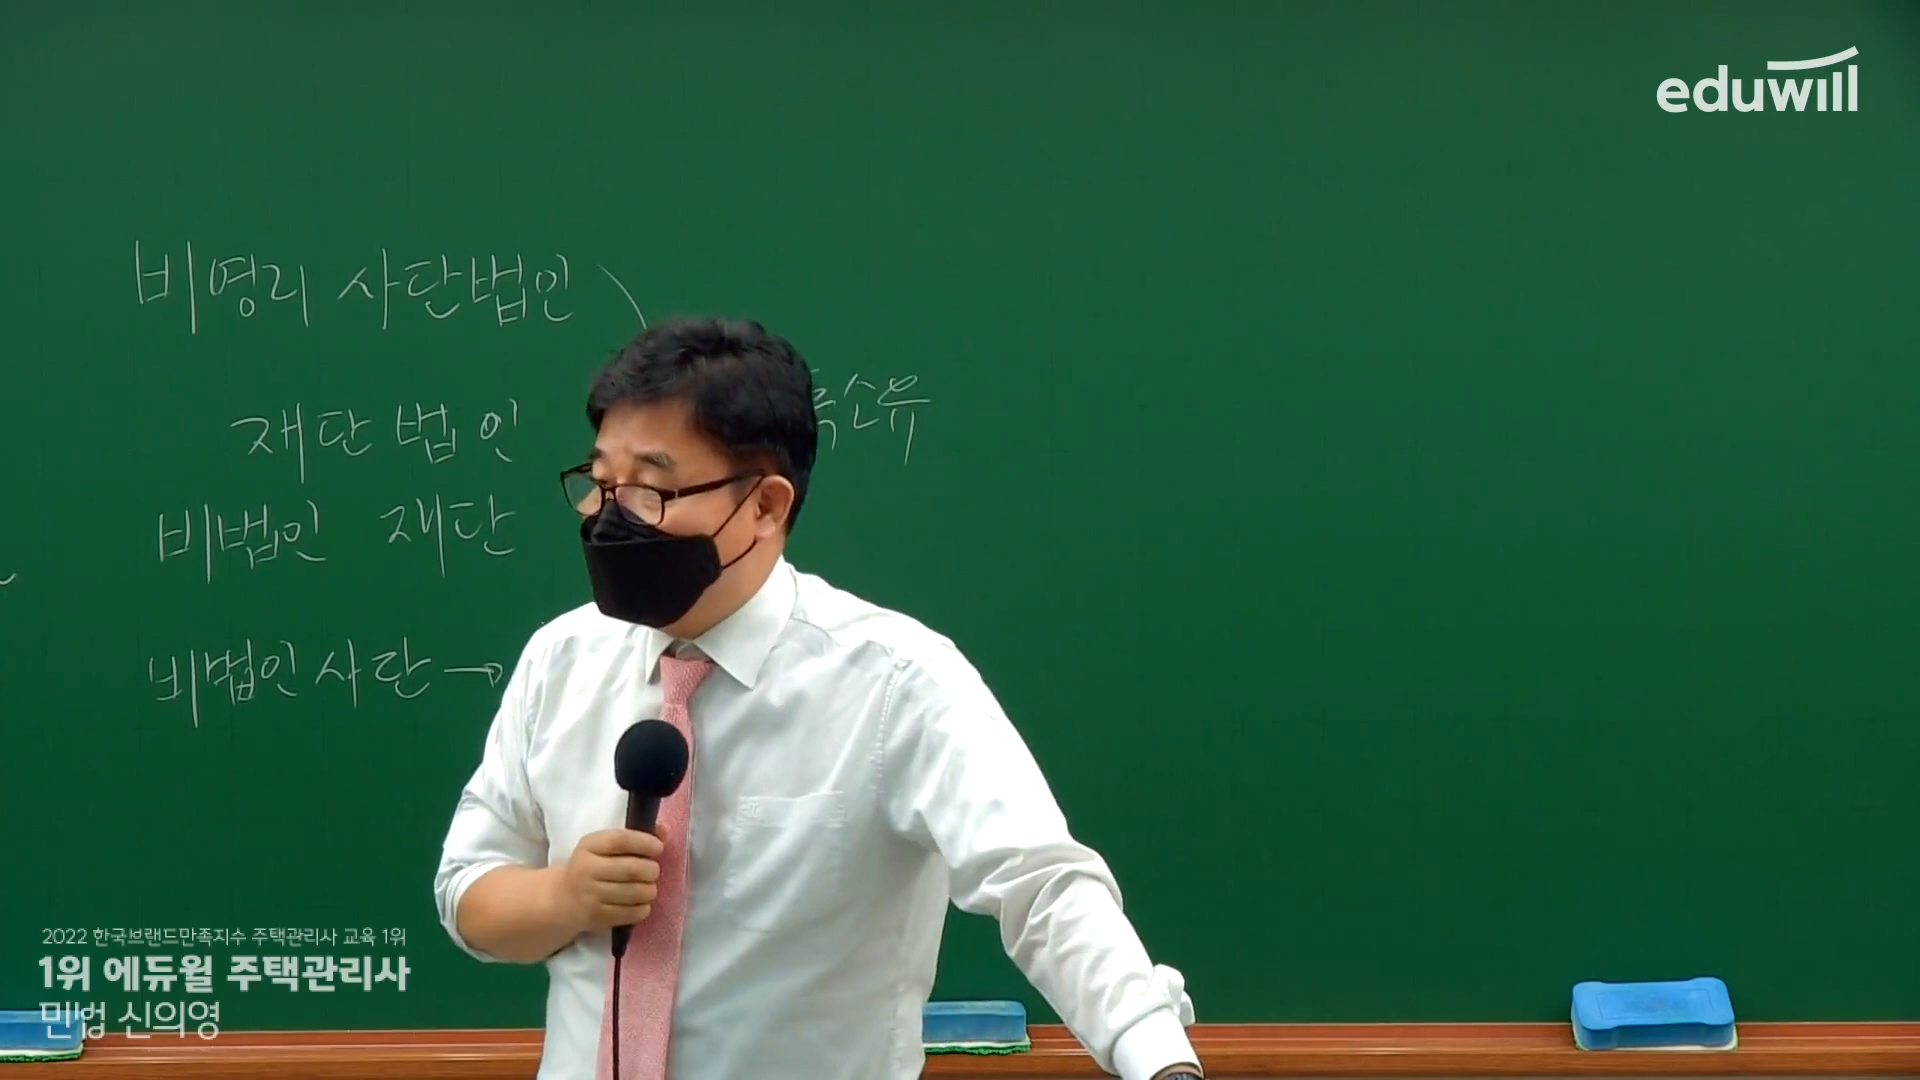 eduwill
비영리 사단법인
소유
재단법인
비법인 재단
비법인 사단 →
2022 한국브랜드만족지수 주택관리사 교육 1위
1위 에듀윌 주택관리사
민법 신의영